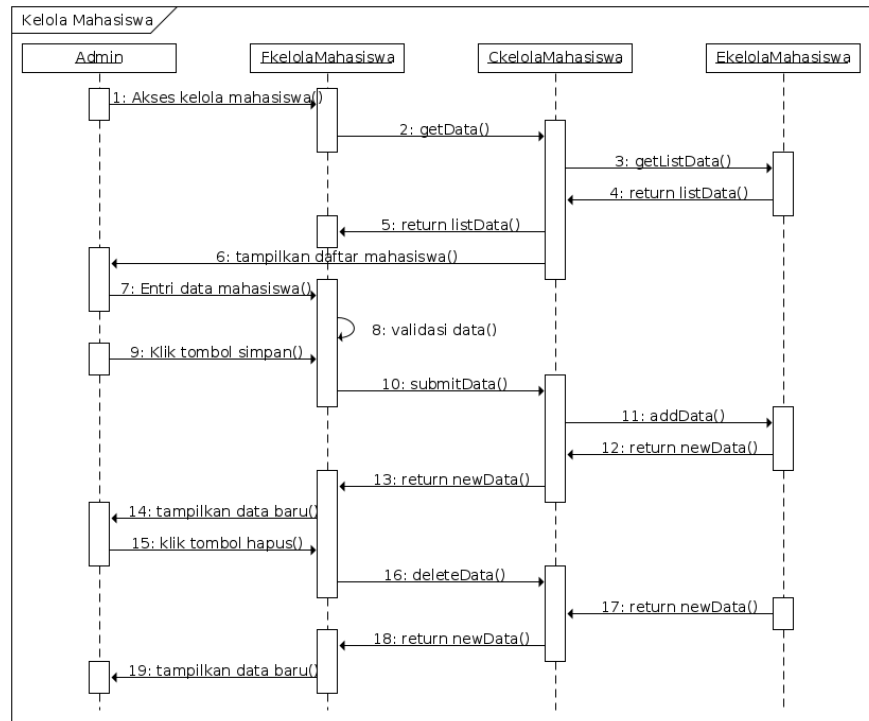 Kelola Mahasiswa
Admin
FkelolaMahasiswa
CkelolaMahasiswa
EkelolaMahasiswa
1: Akses kelola mahasiswa()
2: getData()
3: getListData()
4: return listData()
5: return listData()
6: tampilkan daftar mahasiswa()
7: Entri data mahasiswa()
8: validasi data()
9: Klik tombol simpan()
10: submitData()
11: addData()
12: return newData()
13: return newData()
14: tampilkan data baru()
15: klik tombol hapus()
16: deleteData()
17: return newData()
18: return newData()
19: tampilkan data baru()